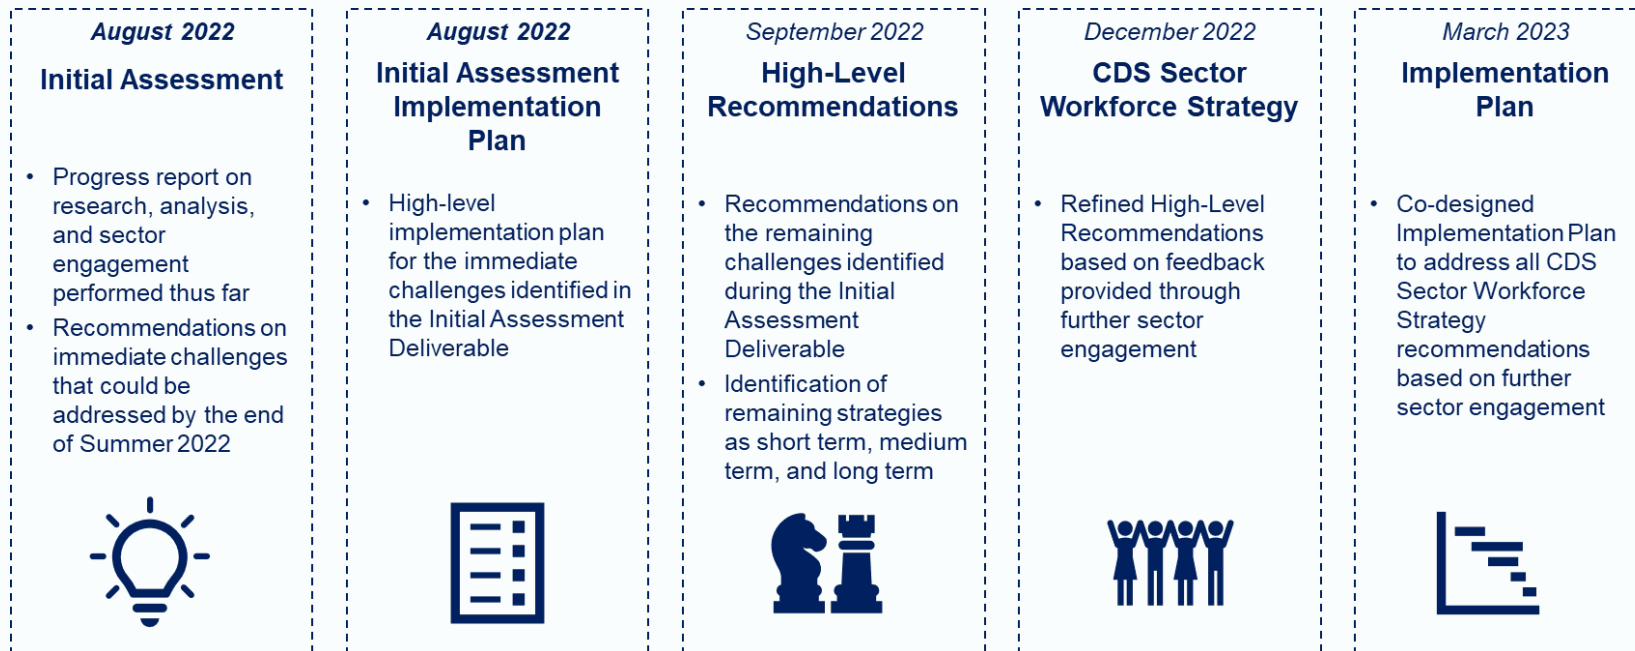 August 2022
Initial Assessment
• Progress report on
research, analysis,
and sector
engagement
performed thus far
• Recommendations on
immediate challenges
that could be
addressed by the end
of Summer 2022
August 2022
Initial Assessment
Implementation
Plan
• High-level
implementation plan
for the immediate
challenges identified in
the Initial Assessment
Deliverable
September 2022
High-Level
Recommendations
• Recommendations on
the remaining
challenges identified
during the Initial
Assessment
Deliverable
• Identification of
remaining strategies
as short term, medium
term, and long term
December 2022
CDS Sector
Workforce Strategy
• Refined High-Level
Recommendations
based on feedback
provided through
further sector
engagement
March 2023
Implementation
Plan
• Co-designed
Implementation Plan
to address all CDS
Sector Workforce
Strategy
recommendations
based on further
sector engagement